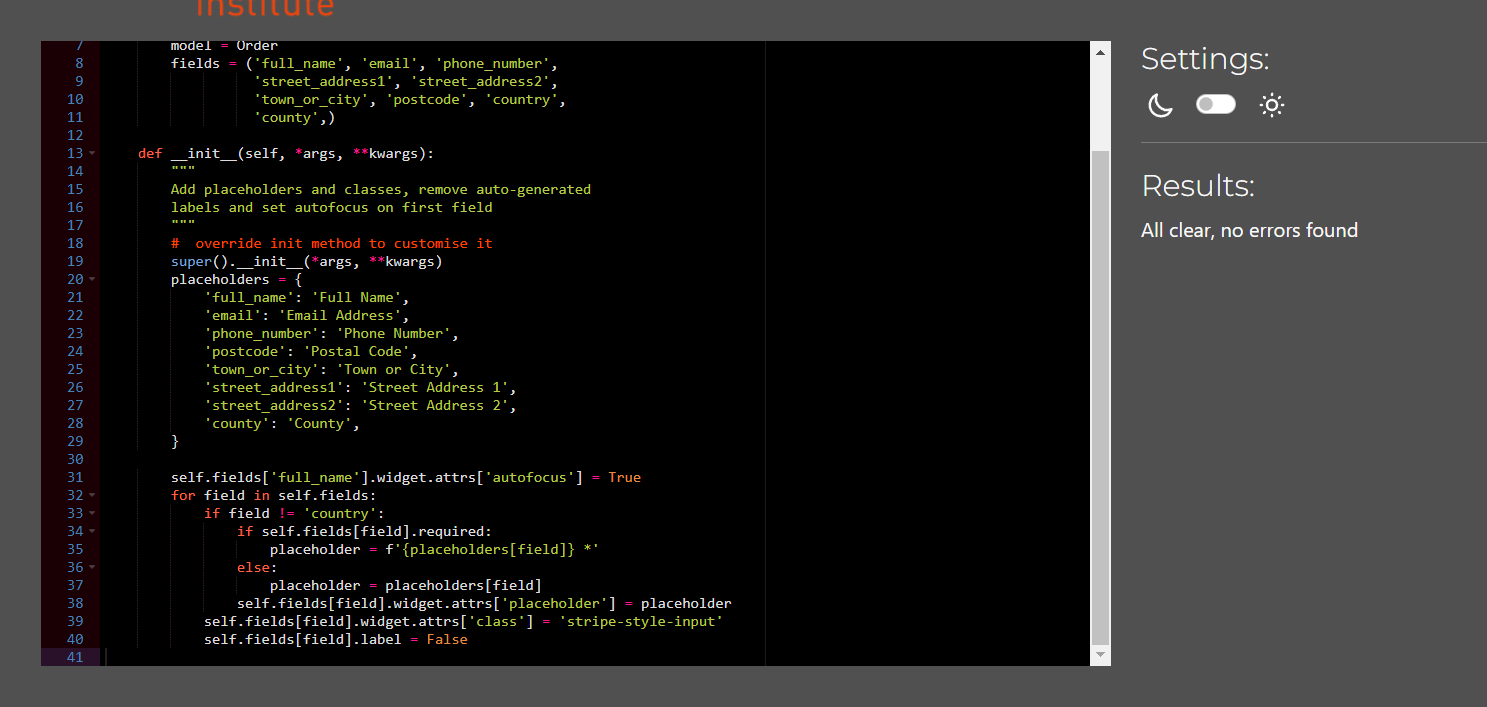 institute
7 model = Order
8 fields = ('full_name', 'email', 'phone_number',
9 'street_address1', 'street_address2',
10 'town_or_city', 'postcode', 'country',
11 'county',)
12
13 def __init__(self, *args, **kwargs):
14 """
15 Add placeholders and classes, remove auto-generated
16 labels and set autofocus on first field
17 """
18 #  override init method to customise it
19 super().__init__(*args, **kwargs)
20 placeholders = {
21 'full_name': 'Full Name',
22 'email': 'Email Address',
23 'phone_number': 'Phone Number',
24 'postcode': 'Postal Code',
25 'town_or_city': 'Town or City',
26 'street_address1': 'Street Address 1',
27 'street_address2': 'Street Address 2',
28 'county': 'County',
29 }
30
31 self.fields['full_name'].widget.attrs['autofocus'] = True
32 for field in self.fields:
33 if field != 'country':
34 if self.fields[field].required:
35 placeholder = f'{placeholders[field]} *'
36 else:
37 placeholder = placeholders[field]
38 self.fields[field].widget.attrs['placeholder'] = placeholder
39 self.fields[field].widget.attrs['class'] = 'stripe-style-input'
40 self.fields[field].label = False
41
Settings:
Results:
All clear, no errors found